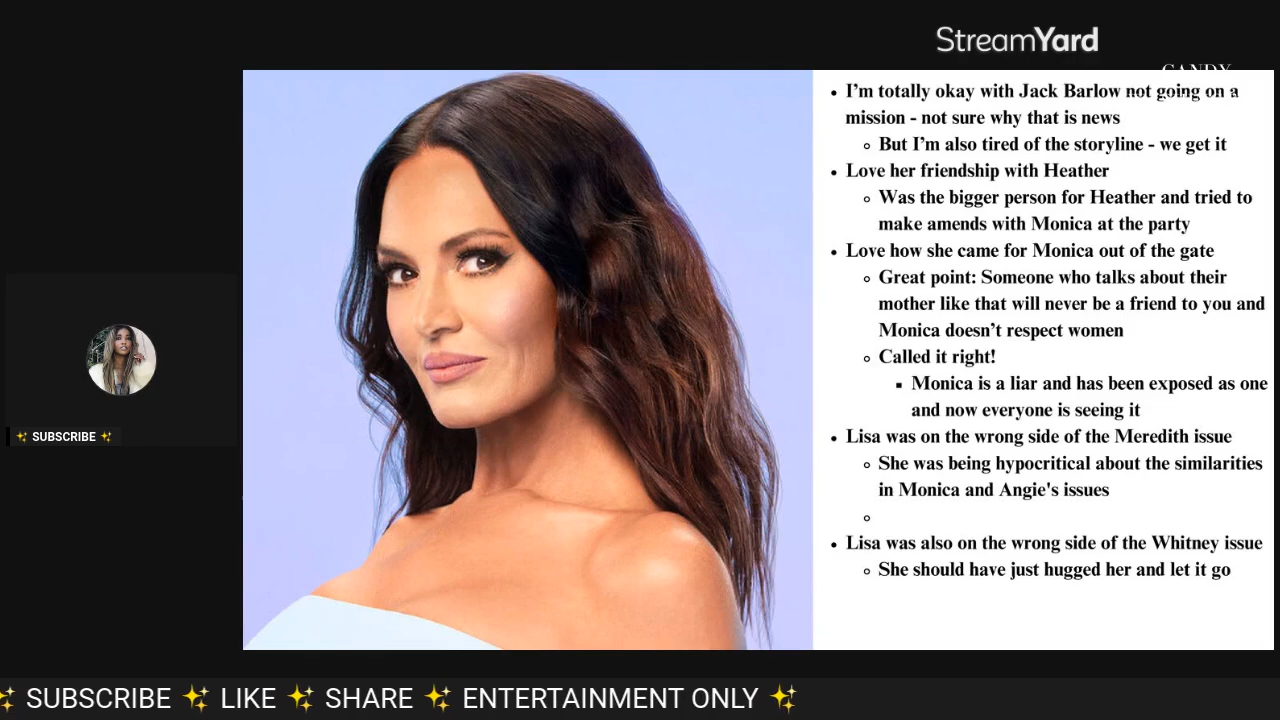 StreamYard
CANDY
• I'm totally okay with Jack Barlow not going on a
mission - not sure why that is news
◦ But I'm also tired of the storyline - we get it
• Love her friendship with Heather
◦ Was the bigger person for Heather and tried to
make amends with Monica at the party
• Love how she came for Monica out of the gate
◦ Great point: Someone who talks about their
mother like that will never be a friend to you and
Monica doesn't respect women
◦ Called it right!
▪ Monica is a liar and has been exposed as one
and now everyone is seeing it
• Lisa was on the wrong side of the Meredith issue
◦ She was being hypocritical about the similarities
in Monica and Angie's issues
◦
• Lisa was also on the wrong side of the Whitney issue
◦ She should have just hugged her and let it go
✨ SUBSCRIBE ✨
✨ SUBSCRIBE ✨ LIKE ✨ SHARE ✨ ENTERTAINMENT ONLY ✨